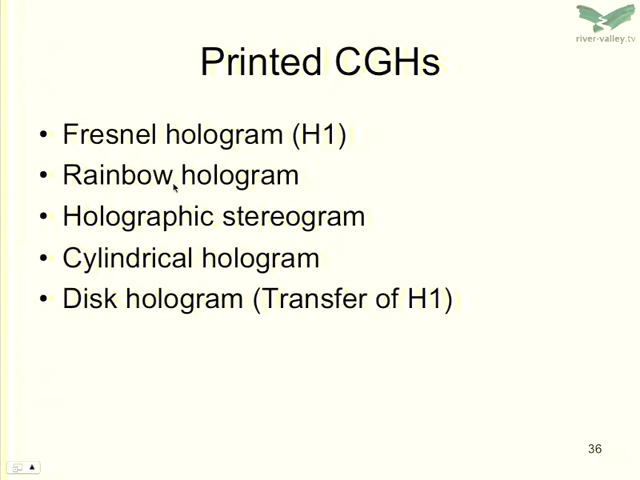 river-valley.tv
Printed CGHs
• Fresnel hologram (H1)
• Rainbow hologram
• Holographic stereogram
• Cylindrical hologram
• Disk hologram (Transfer of H1)
36